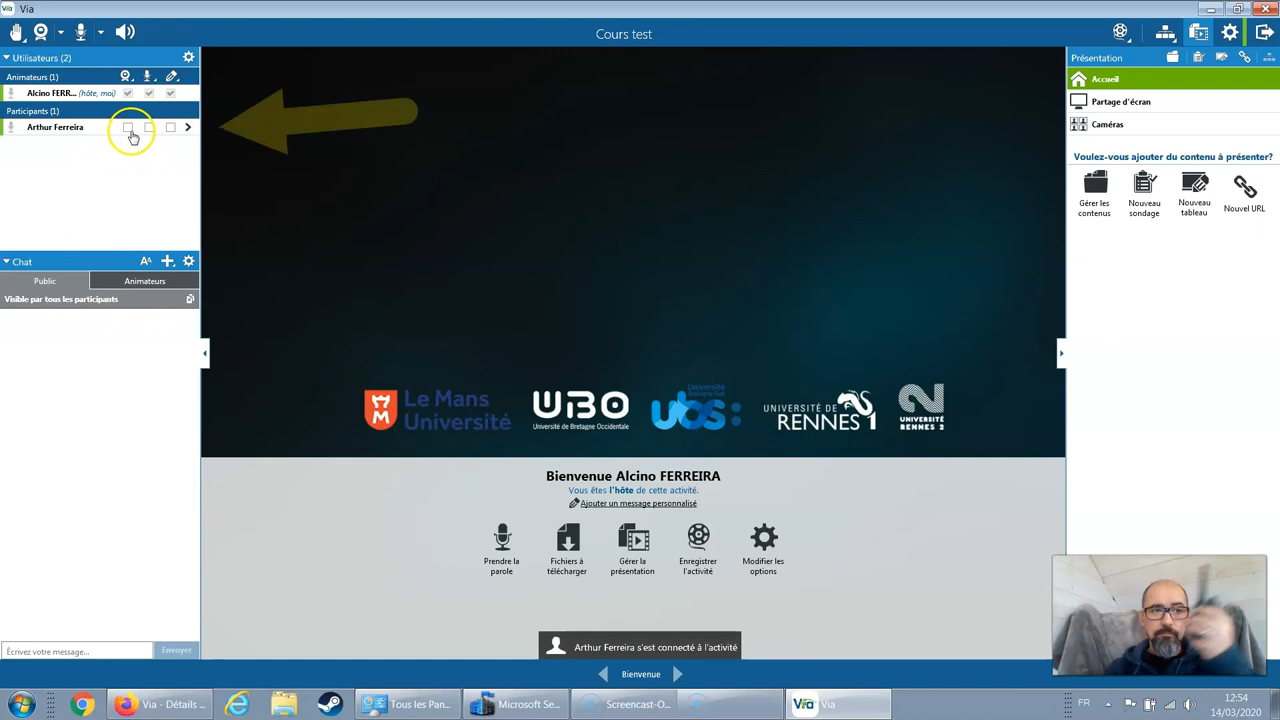 Via
Cours test
Utilisateurs (2)
Animateurs (1)
Alcino FERR... (hôte, moi)
Participants (1)
Arthur Ferreira
Chat
AA
Public
Animateurs
Visible par tous les participants
Écrivez votre message...
Envoyer
Présentation
Accueil
Partage d'écran
Caméras
Voulez-vous ajouter du contenu à présenter?
Gérer les contenus
Nouveau sondage
Nouveau tableau
Nouvel URL
Le Mans Université
UBO
Université de Bretagne Occidentale
Université Bretagne Sud
ubs:
UNIVERSITÉ DE RENNES 1
UNIVERSITÉ RENNES 2
Bienvenue Alcino FERREIRA
Vous êtes l'hôte de cette activité.
Ajouter un message personnalisé
Prendre la parole
Fichiers à télécharger
Gérer la présentation
Enregistrer l'activité
Modifier les options
Arthur Ferreira s'est connecté à l'activité
Bienvenue
Via - Détails ...
Tous les Pan...
Microsoft Se...
Screencast-O...
Via
FR
12:54
14/03/2020